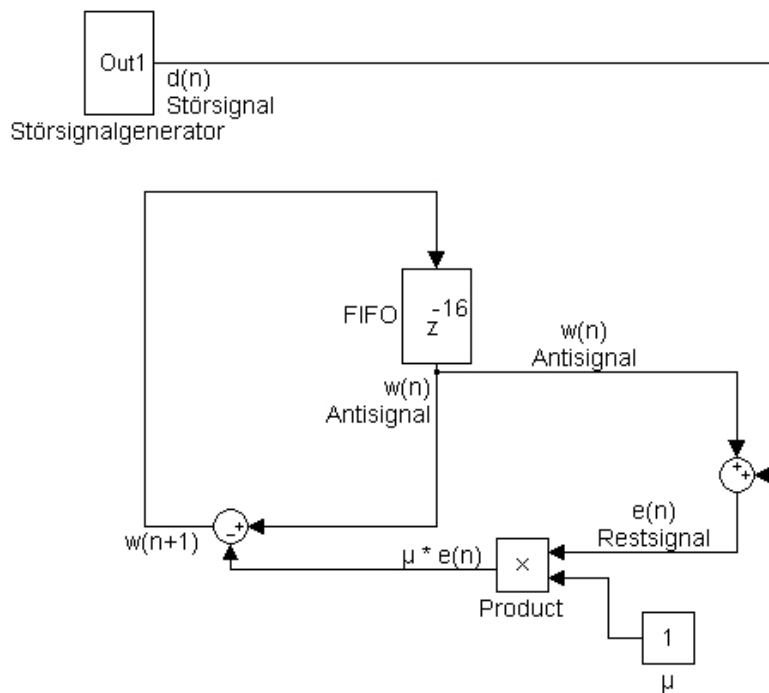 Out1
d(n)
Störsignal
Störsignalgenerator
FIFO
z-16
w(n)
Antisignal
w(n)
Antisignal
+
+
e(n)
Restsignal
w(n+1)
+
-
µ * e(n)
×
Product
1
µ